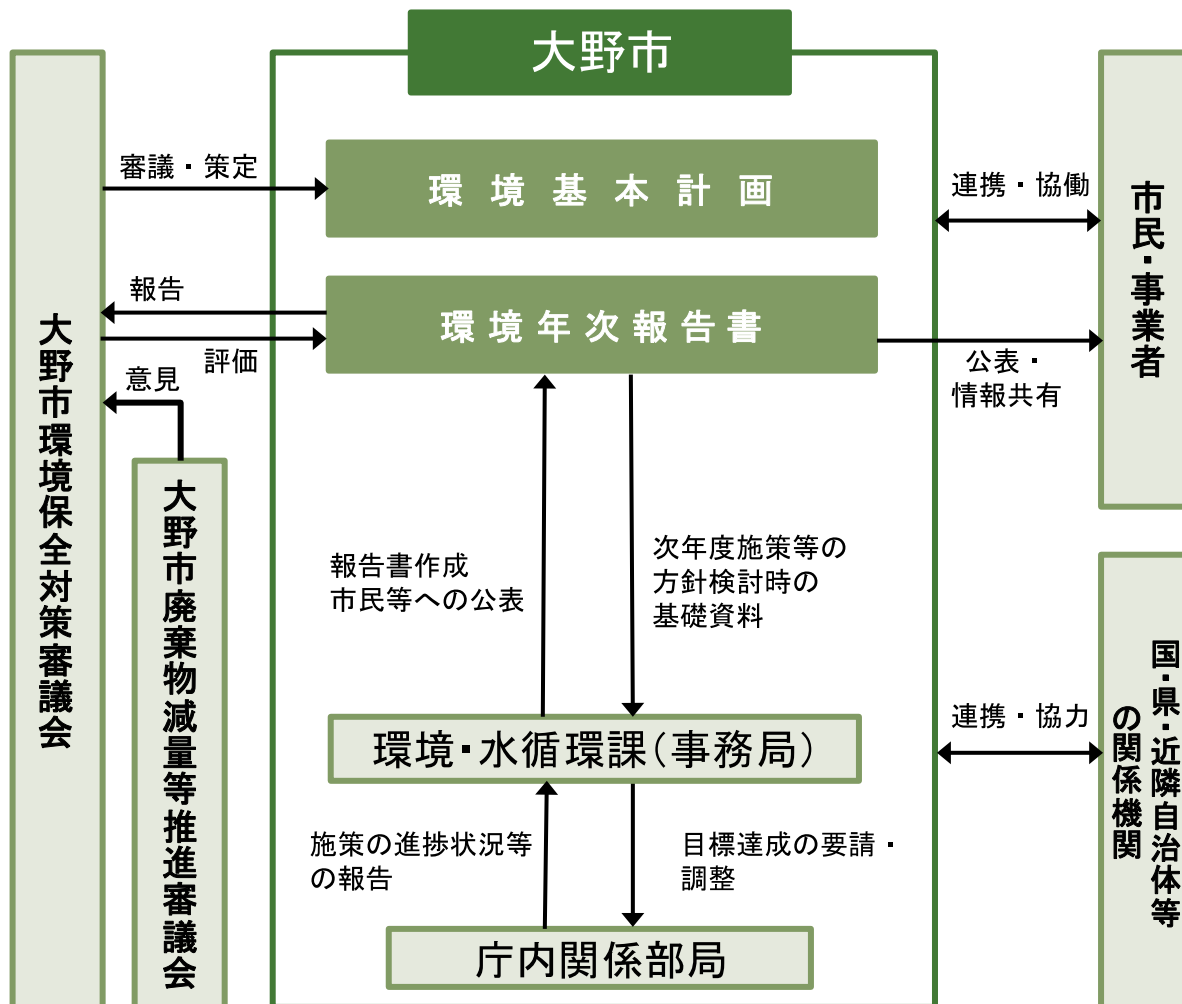 大野市
審議・策定
環境基本計画
連携・協働
市民・事業者
報告
環境年次報告書
評価
公表・
情報共有
意見
大野市環境保全対策審議会
大野市廃棄物減量等推進審議会
報告書作成
市民等への公表
次年度施策等の
方針検討時の
基礎資料
国・県・近隣自治体等
の関係機関
連携・協力
環境・水循環課(事務局)
施策の進捗状況等
の報告
目標達成の要請・
調整
庁内関係部局